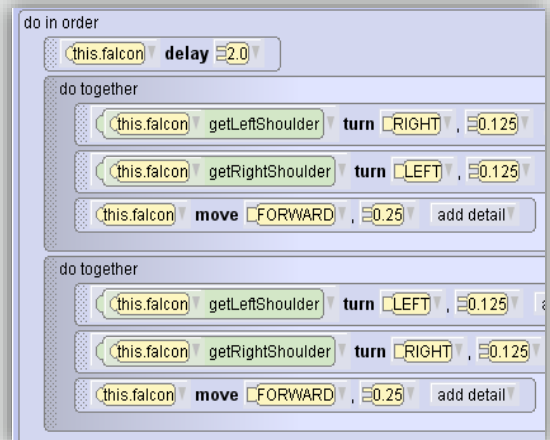 do in order
this.falcon delay 2.0
do together
this.falcon getLeftShoulder turn RIGHT , 0.125
this.falcon getRightShoulder turn LEFT , 0.125
this.falcon move FORWARD , 0.25 add detail
do together
this.falcon getLeftShoulder turn LEFT , 0.125
this.falcon getRightShoulder turn RIGHT , 0.125
this.falcon move FORWARD , 0.25 add detail